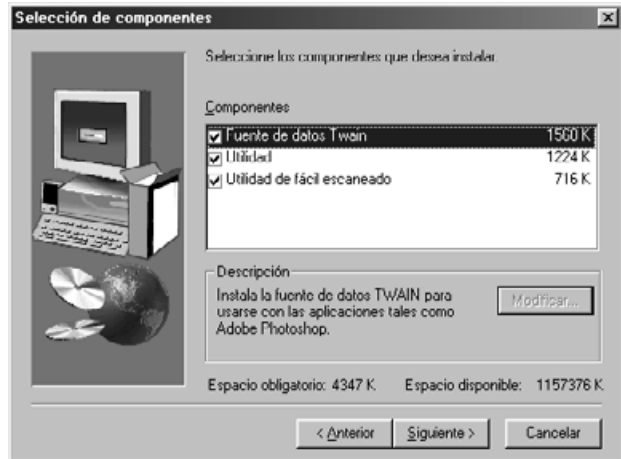 Selección de componentes
Seleccione los componentes que desea instalar.
Componentes
Fuente de datos Twain 1560 K
Utilidad 1224 K
Utilidad de fácil escaneado 716 K
Descripción
Instala la fuente de datos TWAIN para
usarse con las aplicaciones tales como
Adobe Photoshop.
Modificar...
Espacio obligatorio: 4347 K Espacio disponible: 1157376 K
< Anterior Siguiente > Cancelar